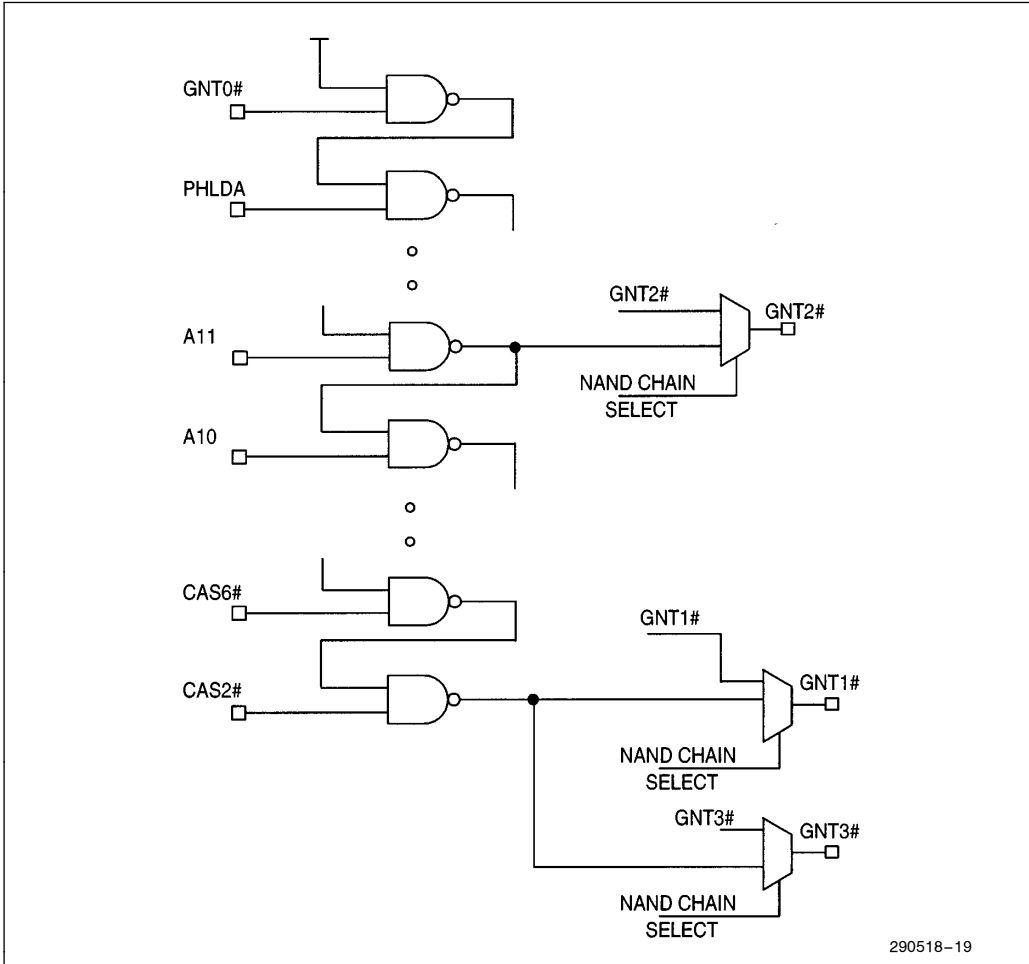 GNT0#
PHLDA
A11
GNT2#
GNT2#
NAND CHAIN
SELECT
A10
CAS6#
GNT1#
CAS2#
GNT1#
NAND CHAIN
SELECT
GNT3#
GNT3#
NAND CHAIN
SELECT
290518-19